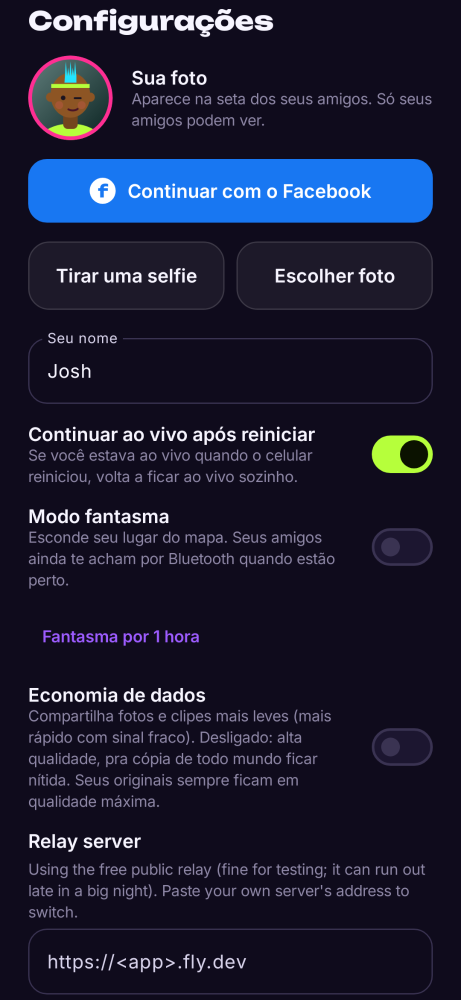 Configurações
Sua foto
Aparece na seta dos seus amigos. Só seus
amigos podem ver.
Continuar com o Facebook
Tirar uma selfie
Escolher foto
Seu nome
Josh
Continuar ao vivo após reiniciar
Se você estava ao vivo quando o celular
reiniciou, volta a ficar ao vivo sozinho.
Modo fantasma
Esconde seu lugar do mapa. Seus amigos
ainda te acham por Bluetooth quando estão
perto.
Fantasma por 1 hora
Economia de dados
Compartilha fotos e clipes mais leves (mais
rápido com sinal fraco). Desligado: alta
qualidade, pra cópia de todo mundo ficar
nítida. Seus originais sempre ficam em
qualidade máxima.
Relay server
Using the free public relay (fine for testing; it can run out
late in a big night). Paste your own server's address to
switch.
https://<app>.fly.dev